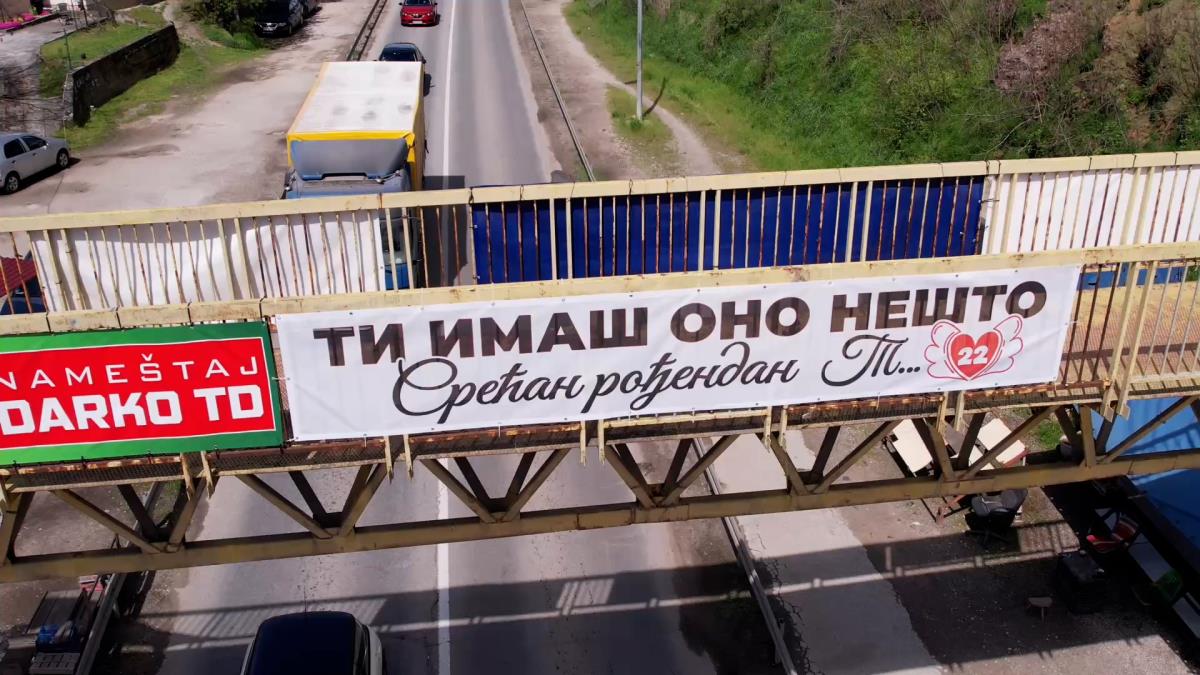 NAMEŠTAJ
DARKO TD
ТИ ИМАШ ОНО НЕШТО
Срећан рођендан Т...
22